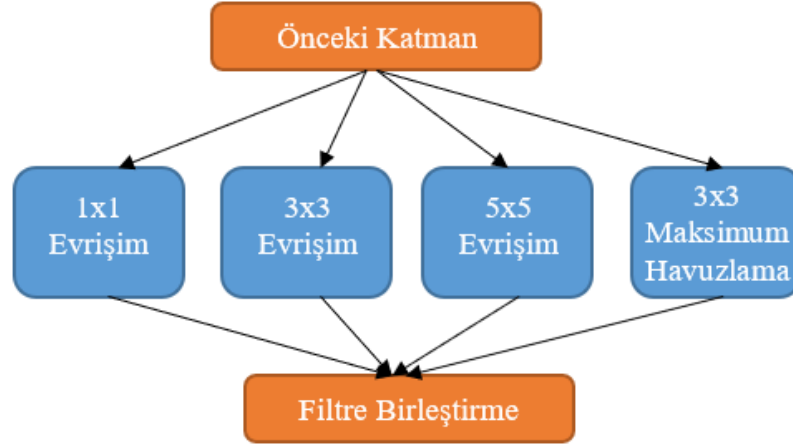 Önceki Katman
1x1
Evrişim
3x3
Evrişim
5x5
Evrişim
3x3
Maksimum
Havuzlama
Filtre Birleştirme